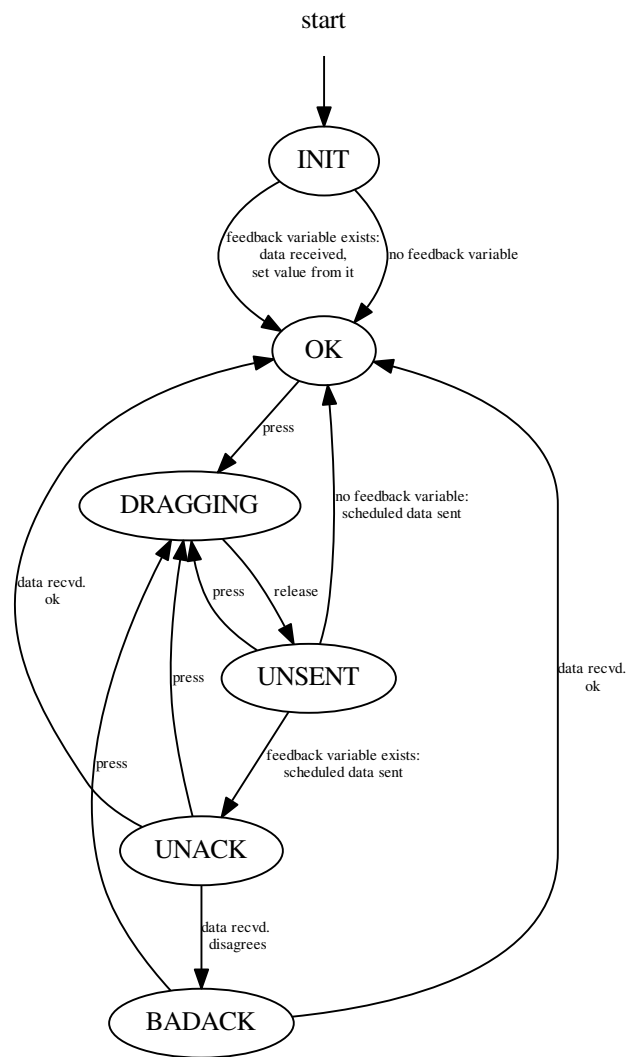 start
INIT
feedback variable exists:
data received,
set value from it
no feedback variable
OK
press
DRAGGING
no feedback variable:
scheduled data sent
data recvd.
ok
press
release
press
UNSENT
data recvd.
ok
feedback variable exists:
scheduled data sent
press
UNACK
data recvd.
disagrees
BADACK